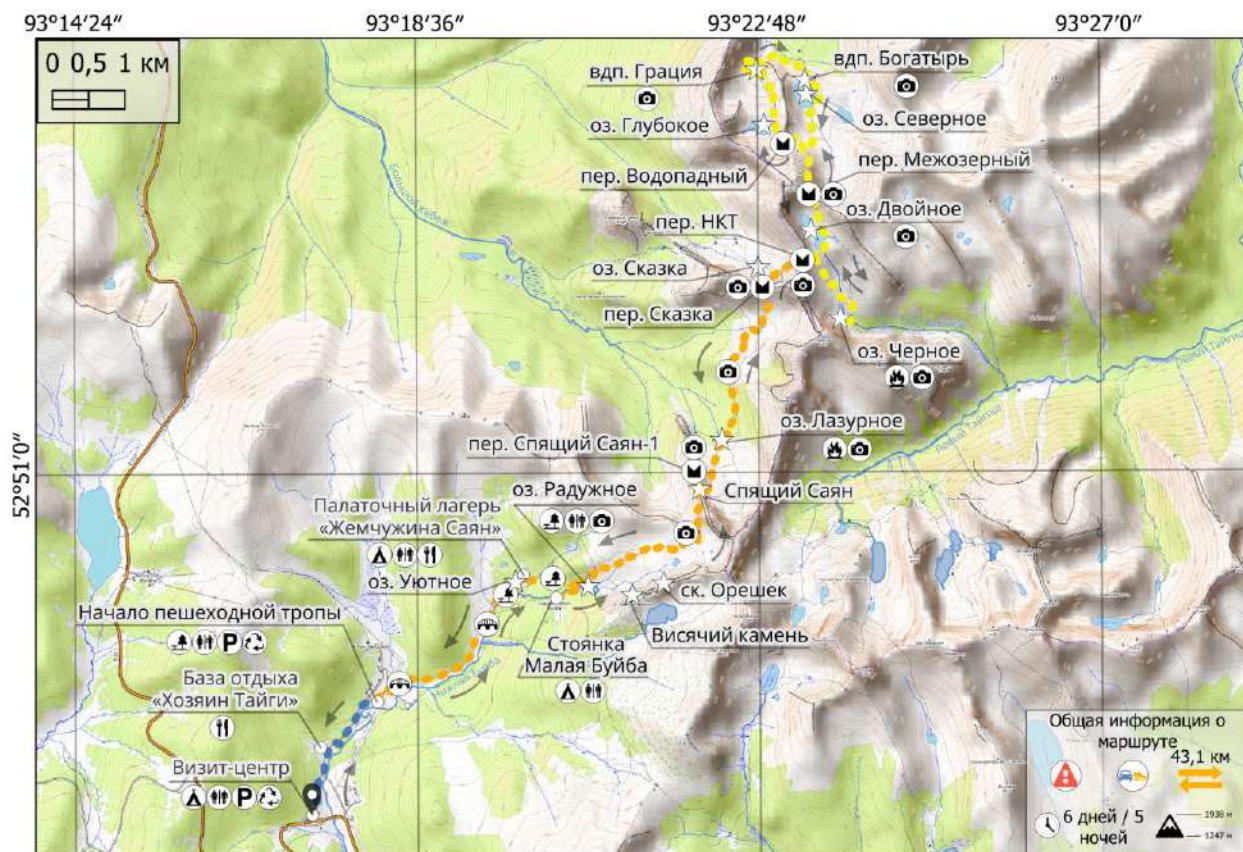 93°14′24″ 93°18′36″ 93°22′48″ 93°27′0″
0 0,5 1 км
вдп. Грация
вдп. Богатырь
оз. Глубокое
оз. Северное
пер. Водопадный
пер. Межозерный
оз. Двойное
пер. НКТ
оз. Сказка
пер. Сказка
оз. Черное
оз. Лазурное
пер. Спящий Саян-1
52°51′0″
Спящий Саян
оз. Радужное
Палаточный лагерь
«Жемчужина Саян»
оз. Уютное
ск. Орешек
Висячий камень
Начало пешеходной тропы
P
Стоянка
Малая Буйба
База отдыха
«Хозяин Тайги»
Визит-центр
P
Общая информация о
маршруте
43,1 км
6 дней / 5
ночей
1938 м
1247 м